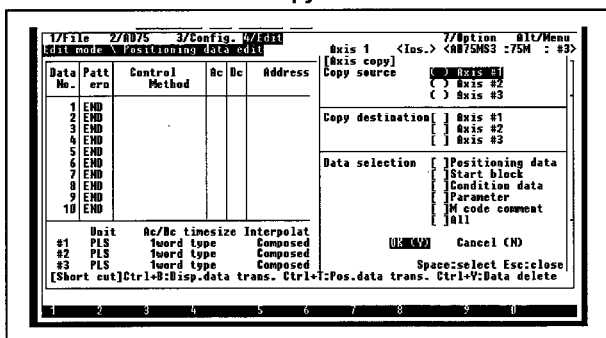 py
1/File 2/AD75 3/Config. 4/Edit 7/Option Alt/Menu
Edit mode \ Positioning data edit Axis 1 <Ins.> <AD75MS3 :75M : #3>
[Axis copy]
Data No. Patt ern Control Method Ac Dc Address
Copy source ( ) Axis #1
( ) Axis #2
( ) Axis #3
1 END
2 END
3 END
4 END
5 END
6 END
7 END
8 END
9 END
10 END
Copy destination[ ] Axis #1
[ ] Axis #2
[ ] Axis #3
Data selection [ ]Positioning data
[ ]Start block
[ ]Condition data
[ ]Parameter
[ ]M code comment
[ ]All
Unit Ac/Dc timesize Interpolat
#1 PLS 1word type Composed
#2 PLS 1word type Composed
#3 PLS 1word type Composed
OK (Y) Cancel (N)
Space:select Esc:close
[Short cut]Ctrl+B:Disp.data trans. Ctrl+T:Pos.data trans. Ctrl+Y:Data delete
1 2 3 4 5 6 7 8 9 0